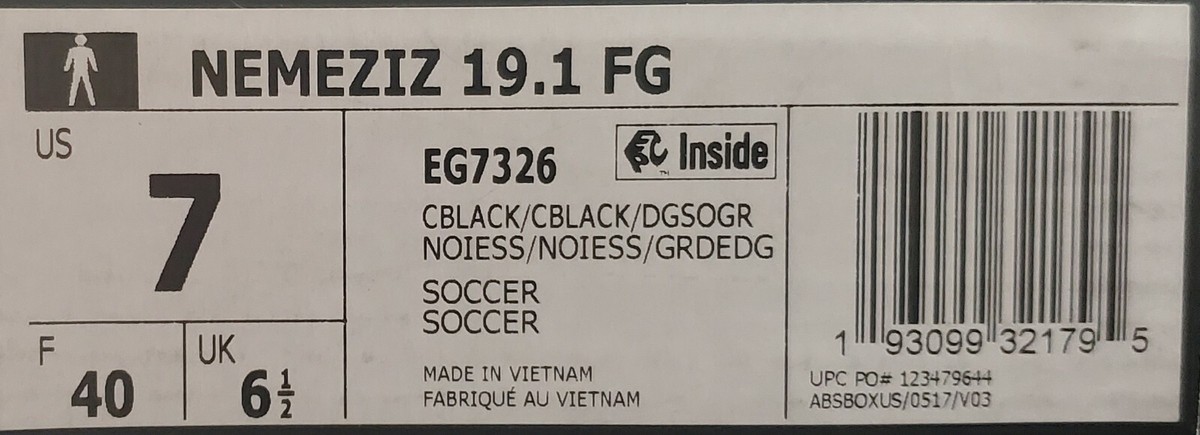 NEMEZIZ 19.1 FG
US
7
F
40
UK
6½
EG7326
Inside
CBLACK/CBLACK/DGSOGR
NOIESS/NOIESS/GRDEDG
SOCCER
SOCCER
MADE IN VIETNAM
FABRIQUÉ AU VIETNAM
1 93099 32179 5
UPC PO# 123479644
ABSBOXUS/0517/V03